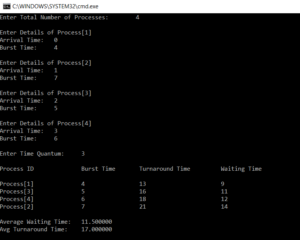 C:\WINDOWS\SYSTEM32\cmd.exe
Enter Total Number of Processes: 4
Enter Details of Process[1]
Arrival Time: 0
Burst Time: 4
Enter Details of Process[2]
Arrival Time: 1
Burst Time: 7
Enter Details of Process[3]
Arrival Time: 2
Burst Time: 5
Enter Details of Process[4]
Arrival Time: 3
Burst Time: 6
Enter Time Quantum: 3
Process ID Burst Time Turnaround Time Waiting Time
Process[1] 4 13 9
Process[3] 5 16 11
Process[4] 6 18 12
Process[2] 7 21 14
Average Waiting Time: 11.500000
Avg Turnaround Time: 17.000000